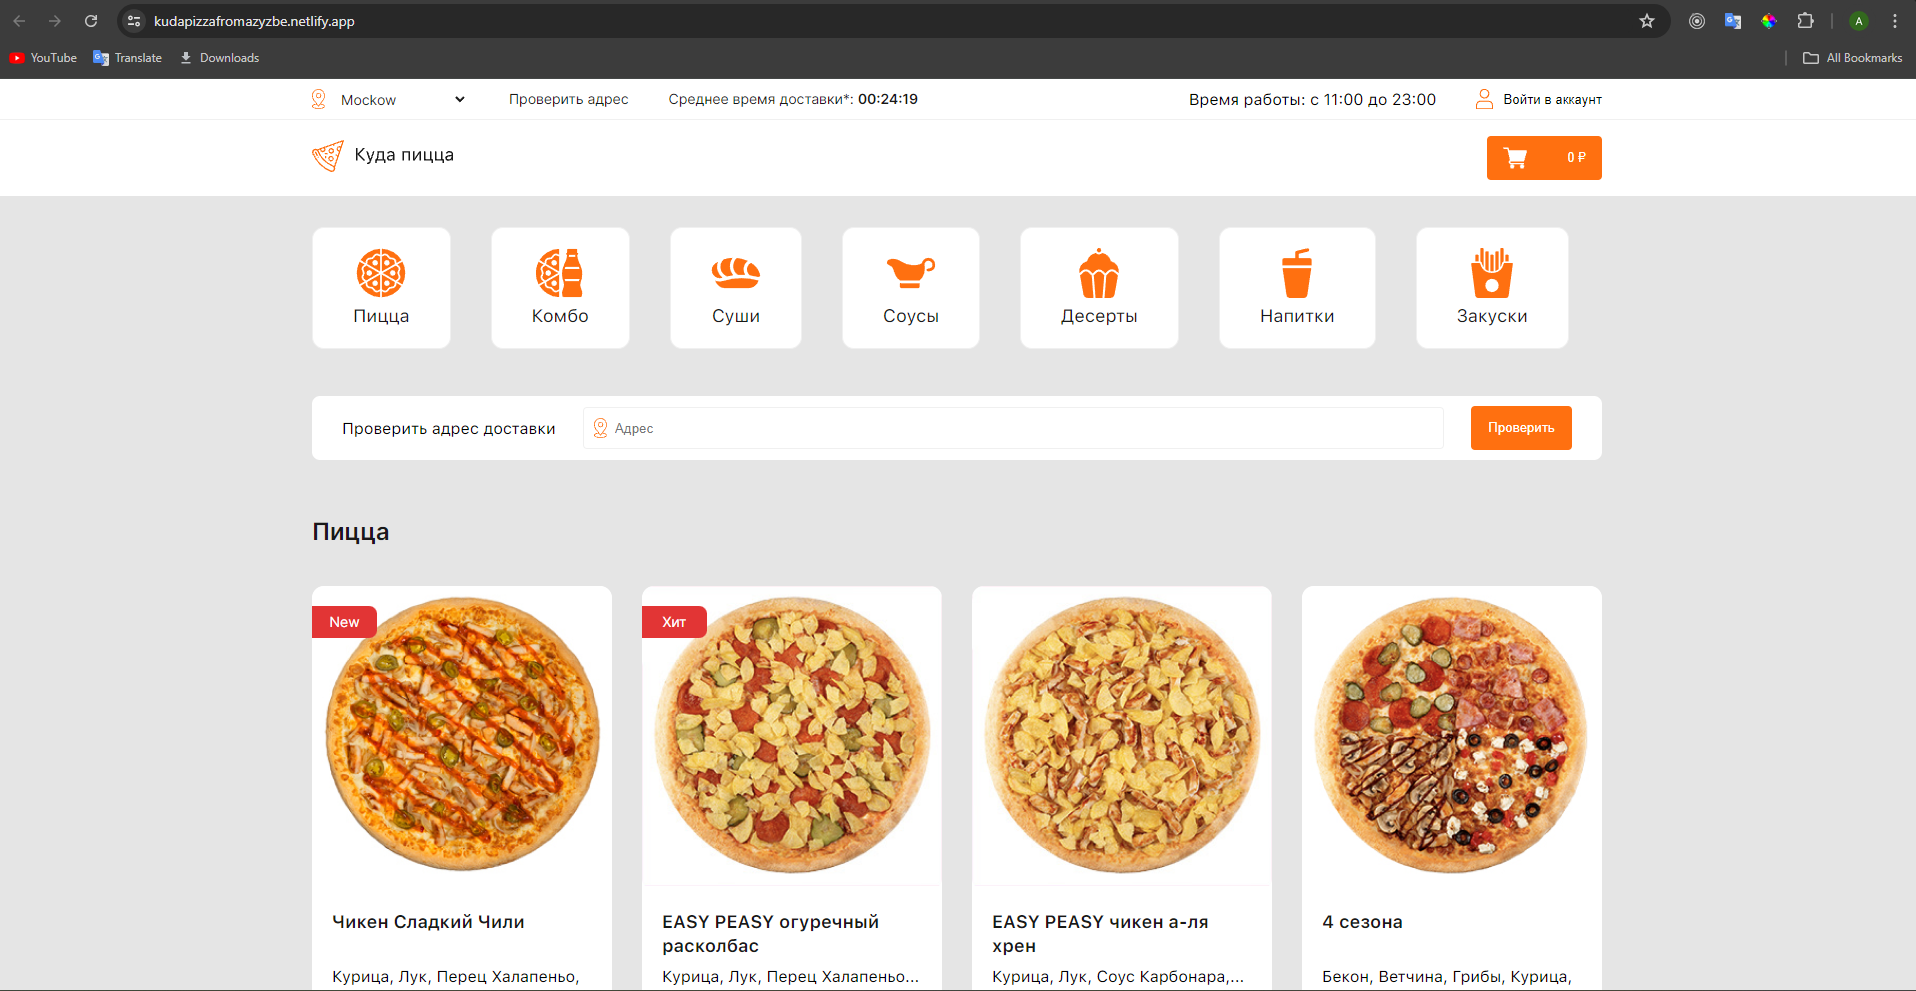 kudapizzafromazyzbe.netlify.app
A
YouTube
Translate
Downloads
All Bookmarks
Mockow
Проверить адрес
Среднее время доставки*: 00:24:19
Время работы: с 11:00 до 23:00
Войти в аккаунт
Куда пицца
0 ₽
Пицца
Комбо
Суши
Соусы
Десерты
Напитки
Закуски
Проверить адрес доставки
Адрес
Проверить
Пицца
New
Хит
Чикен Сладкий Чили
Курица, Лук, Перец Халапеньо,
EASY PEASY огуречный
расколбас
Курица, Лук, Перец Халапеньо...
EASY PEASY чикен а-ля
хрен
Курица, Лук, Соус Карбонара,...
4 сезона
Бекон, Ветчина, Грибы, Курица,